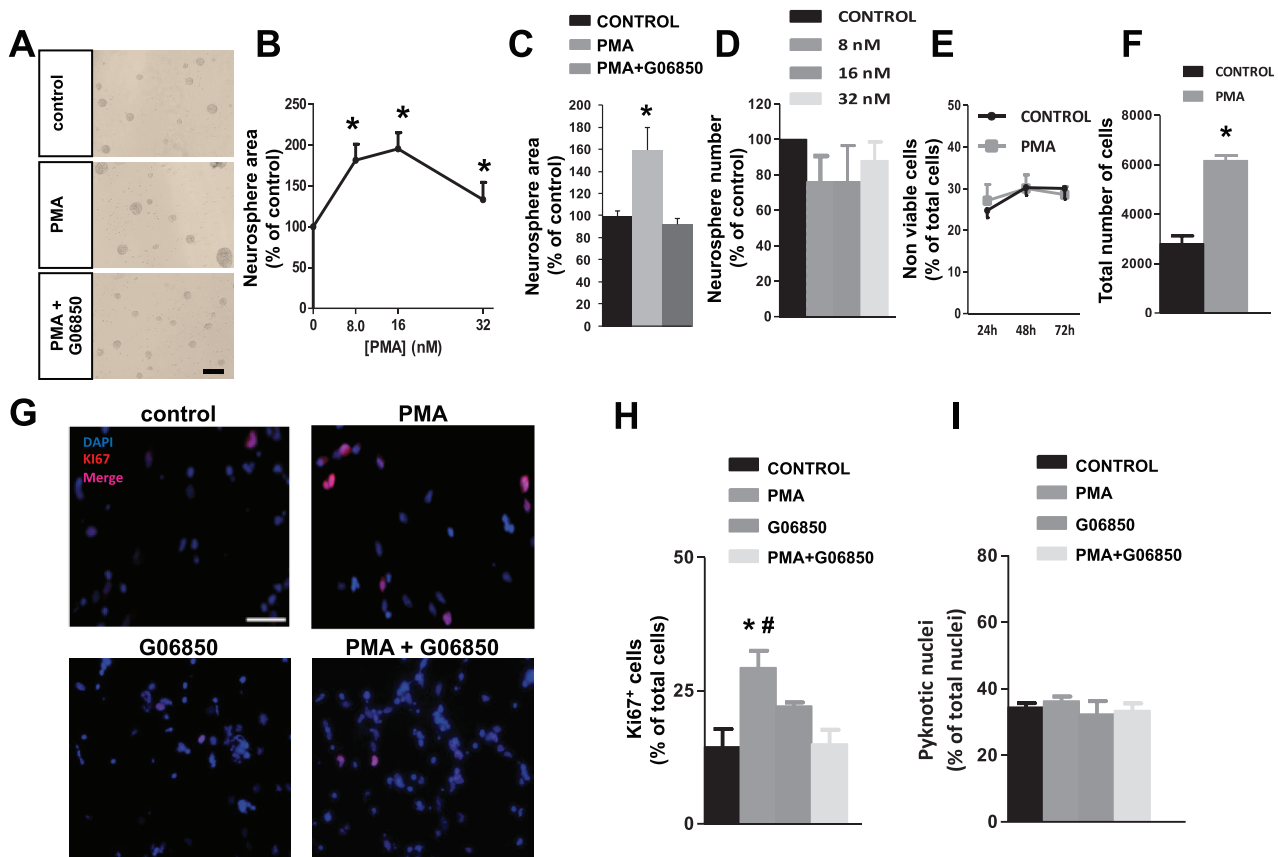 A
control
PMA
PMA +
G06850
B
Neurosphere area
(% of control)
250
200
150
100
50
0
*
*
*
0
8.0
16
32
[PMA] (nM)
C
CONTROL
PMA
PMA+G06850
Neurosphere area
(% of control)
200
180
160
140
120
100
80
60
40
20
0
*
D
CONTROL
8 nM
16 nM
32 nM
Neurosphere number
(% of control)
120
100
80
60
40
20
0
E
CONTROL
PMA
Non viable cells
(% of total cells)
50
40
30
20
10
0
24h
48h
72h
F
CONTROL
PMA
Total number of cells
8000
6000
4000
2000
0
*
G
control
PMA
DAPI
KI67
Merge
G06850
PMA + G06850
H
CONTROL
PMA
G06850
PMA+G06850
Ki67⁺ cells
(% of total cells)
50
25
0
* #
I
CONTROL
PMA
G06850
PMA+G06850
Pyknotic nuclei
(% of total nuclei)
80
60
40
20
0